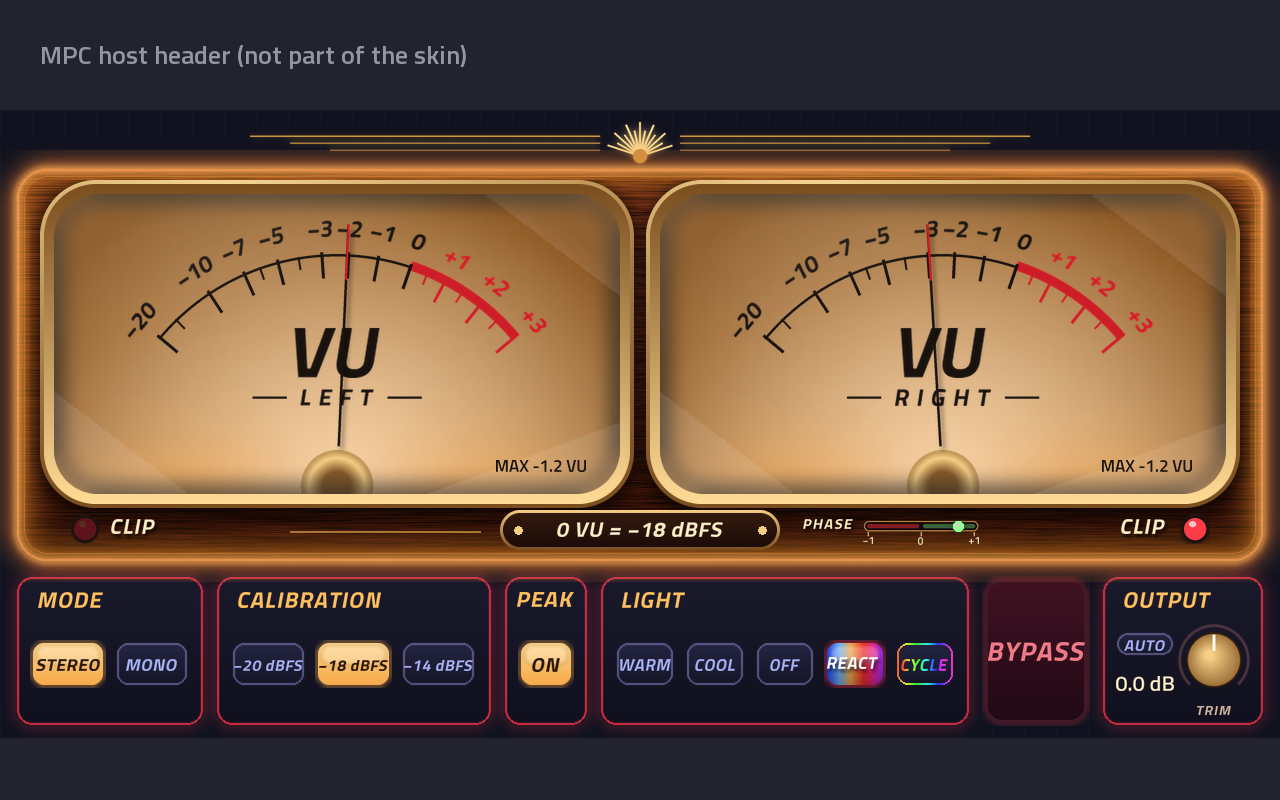 MPC host header (not part of the skin)
−20 −10 −7 −5 −3 −2 −1 0 +1 +2 +3
VU
LEFT
MAX -1.2 VU
−20 −10 −7 −5 −3 −2 −1 0 +1 +2 +3
VU
RIGHT
MAX -1.2 VU
CLIP
0 VU = −18 dBFS
PHASE
−1 0 +1
CLIP
MODE
STEREO MONO
CALIBRATION
−20 dBFS −18 dBFS −14 dBFS
PEAK
ON
LIGHT
WARM COOL OFF REACT CYCLE
BYPASS
OUTPUT
AUTO
0.0 dB
TRIM